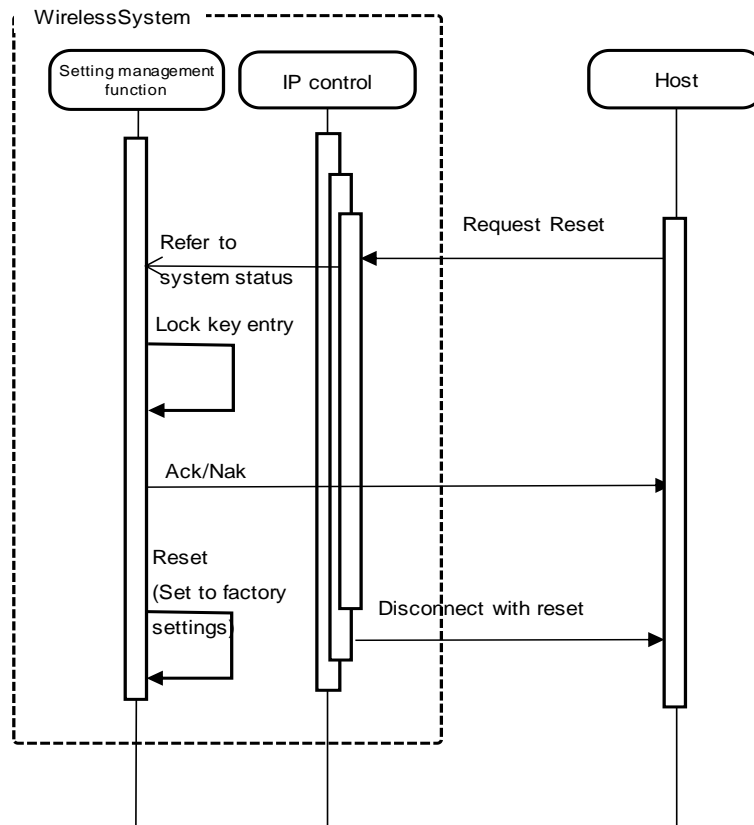 WirelessSystem
Setting management
function
IP control
Host
Request Reset
Refer to
system status
Lock key entry
Ack/Nak
Reset
(Set to factory
settings)
Disconnect with reset